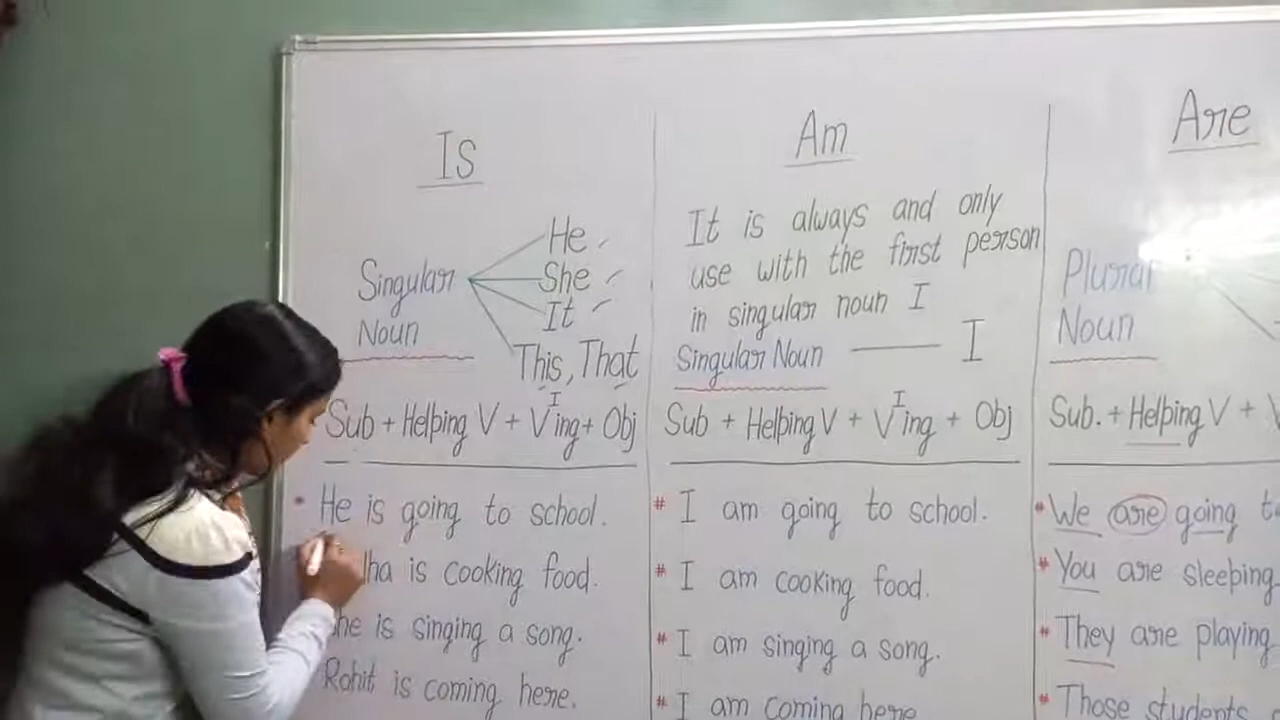 Is
Singular
Noun
He
She
It
This, That
Sub + Helping V + V I ing + Obj
He is going to school.
is cooking food.
is singing a song.
Rohit is coming here.
Am
It is always and only
use with the first person
in singular noun I
Singular Noun —— I
Sub + Helping V + V I ing + Obj
# I am going to school.
# I am cooking food.
# I am singing a song.
# I am coming here
Are
Plural
Noun
Sub. + Helping V +
* We are going
* You are sleeping
* They are playing
* Those students